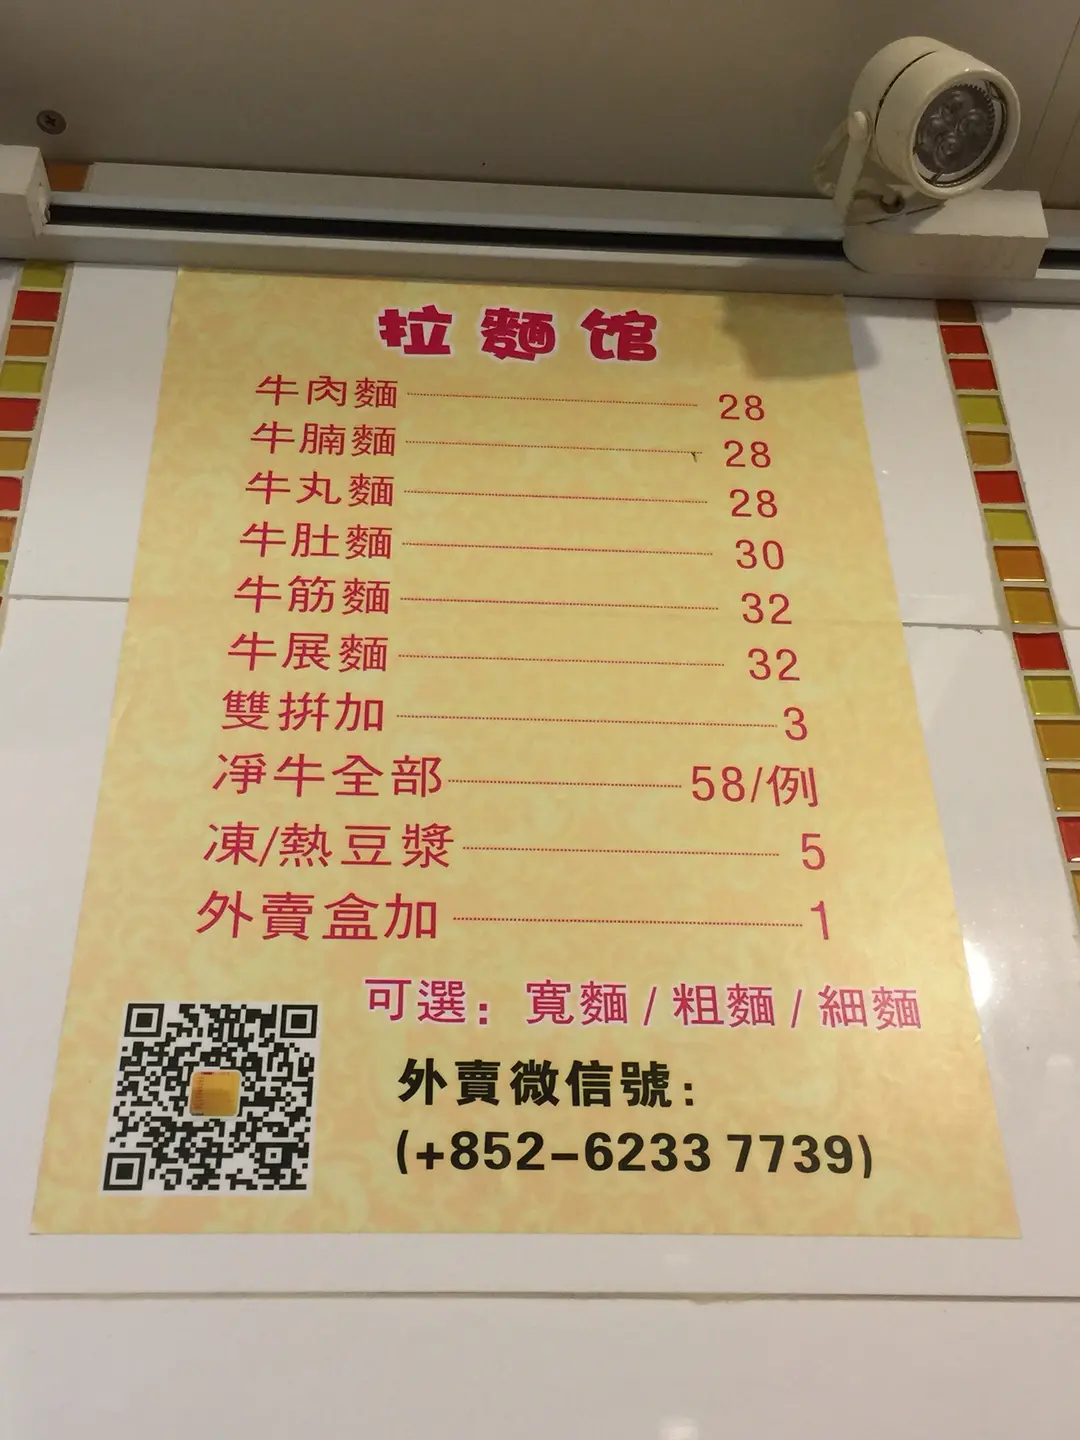 拉麵馆
牛肉麵 28
牛腩麵 28
牛丸麵 28
牛肚麵 30
牛筋麵 32
牛展麵 32
雙拼加 3
凈牛全部 58/例
凍/熱豆漿 5
外賣盒加 1
可選：寬麵/粗麵/細麵
外賣微信號：
(+852-6233 7739)